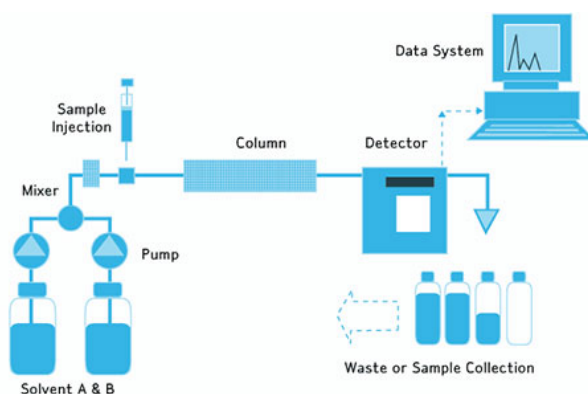 Data System
Sample
Injection
Column
Detector
Mixer
Pump
Waste or Sample Collection
Solvent A & B